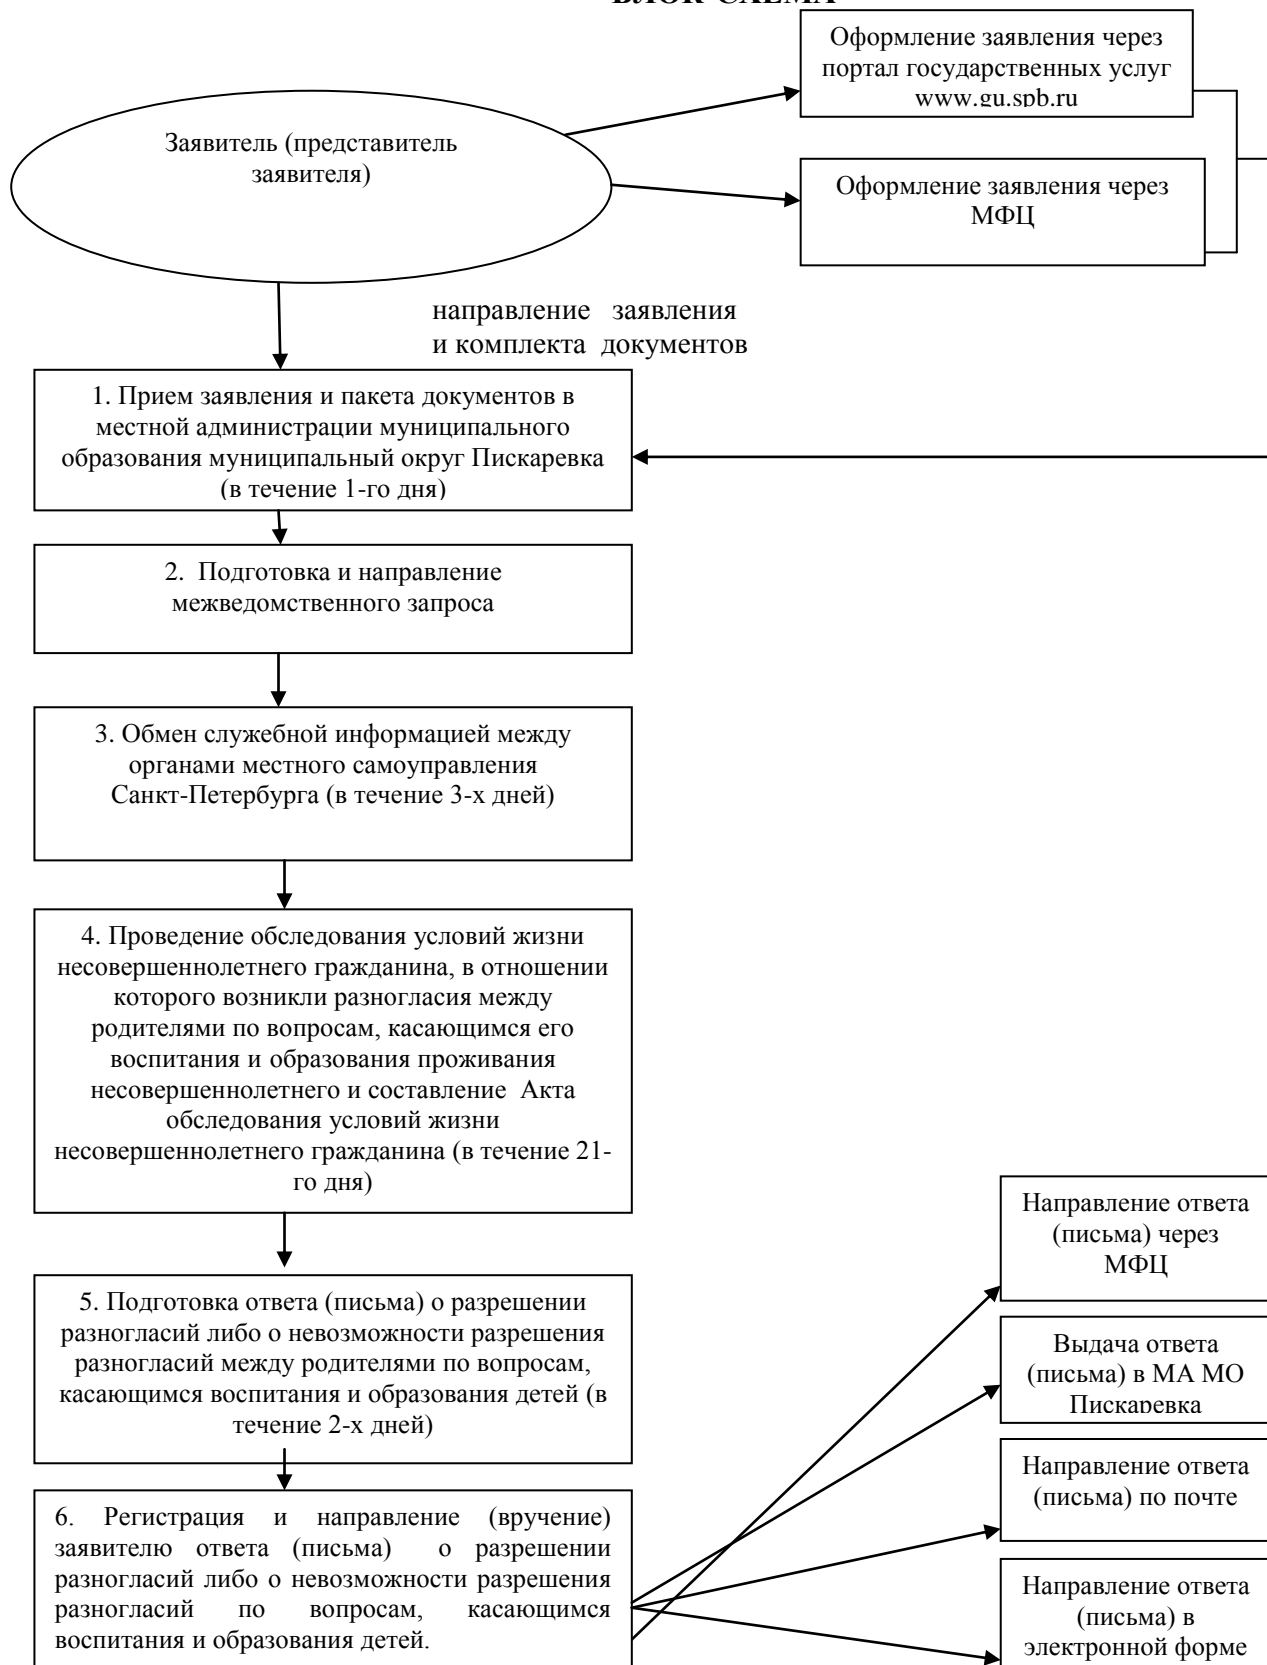 БЛОК-СХЕМА
Оформление заявления через
портал государственных услуг
www.gu.spb.ru
Заявитель (представитель
заявителя)
Оформление заявления через
МФЦ
направление заявления
и комплекта документов
1. Прием заявления и пакета документов в
местной администрации муниципального
образования муниципальный округ Пискаревка
(в течение 1-го дня)
2. Подготовка и направление
межведомственного запроса
3. Обмен служебной информацией между
органами местного самоуправления
Санкт-Петербурга (в течение 3-х дней)
4. Проведение обследования условий жизни
несовершеннолетнего гражданина, в отношении
которого возникли разногласия между
родителями по вопросам, касающимся его
воспитания и образования проживания
несовершеннолетнего и составление Акта
обследования условий жизни
несовершеннолетнего гражданина (в течение 21-
го дня)
5. Подготовка ответа (письма) о разрешении
разногласий либо о невозможности разрешения
разногласий между родителями по вопросам,
касающимся воспитания и образования детей (в
течение 2-х дней)
6. Регистрация и направление (вручение)
заявителю ответа (письма) о разрешении
разногласий либо о невозможности разрешения
разногласий по вопросам, касающимся
воспитания и образования детей.
Направление ответа
(письма) через
МФЦ
Выдача ответа
(письма) в МА МО
Пискаревка
Направление ответа
(письма) по почте
Направление ответа
(письма) в
электронной форме